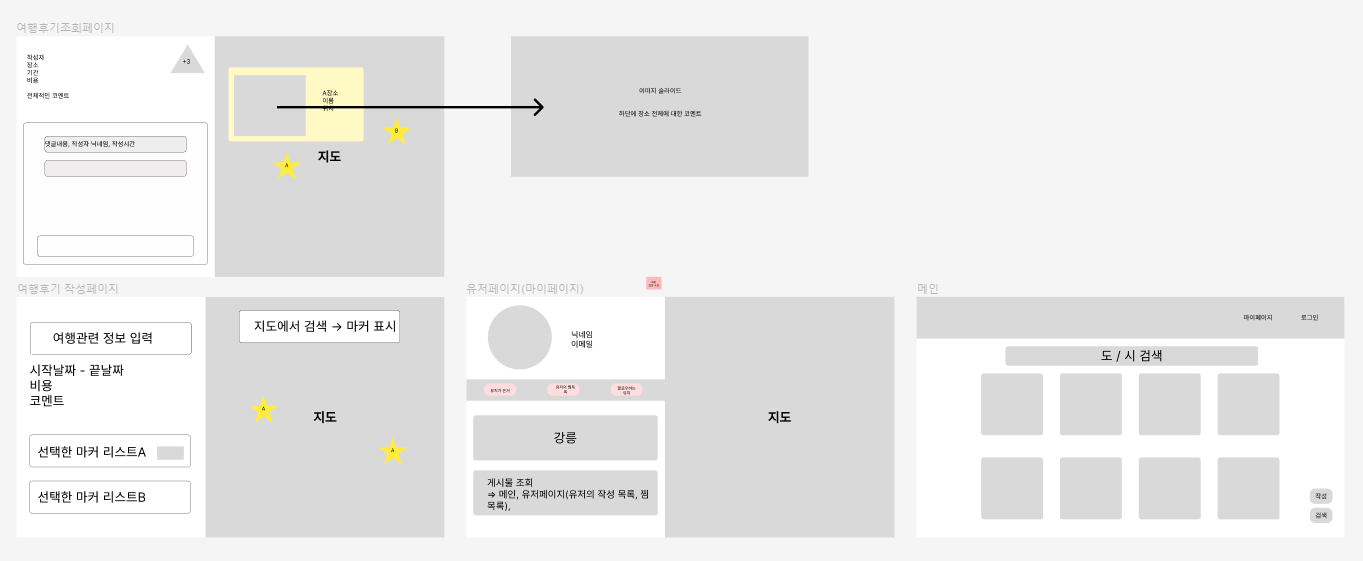 여행후기조회페이지
작성자
장소
기간
비용
전체적인 코멘트
+3
댓글내용, 작성자 닉네임, 작성시간
A장소
이름
위치
B
A
지도
이미지 슬라이드
하단에 장소 전체에 대한 코멘트
여행후기 작성페이지
여행관련 정보 입력
시작날짜 - 끝날짜
비용
코멘트
선택한 마커 리스트A
선택한 마커 리스트B
지도에서 검색 → 마커 표시
A
지도
A
유저페이지(마이페이지)
닉네임
이메일
강릉
게시물 조회
⇒ 메인, 유저페이지(유저의 작성 목록, 찜
목록),
지도
메인
마이페이지
로그인
도 / 시 검색
작성
검색